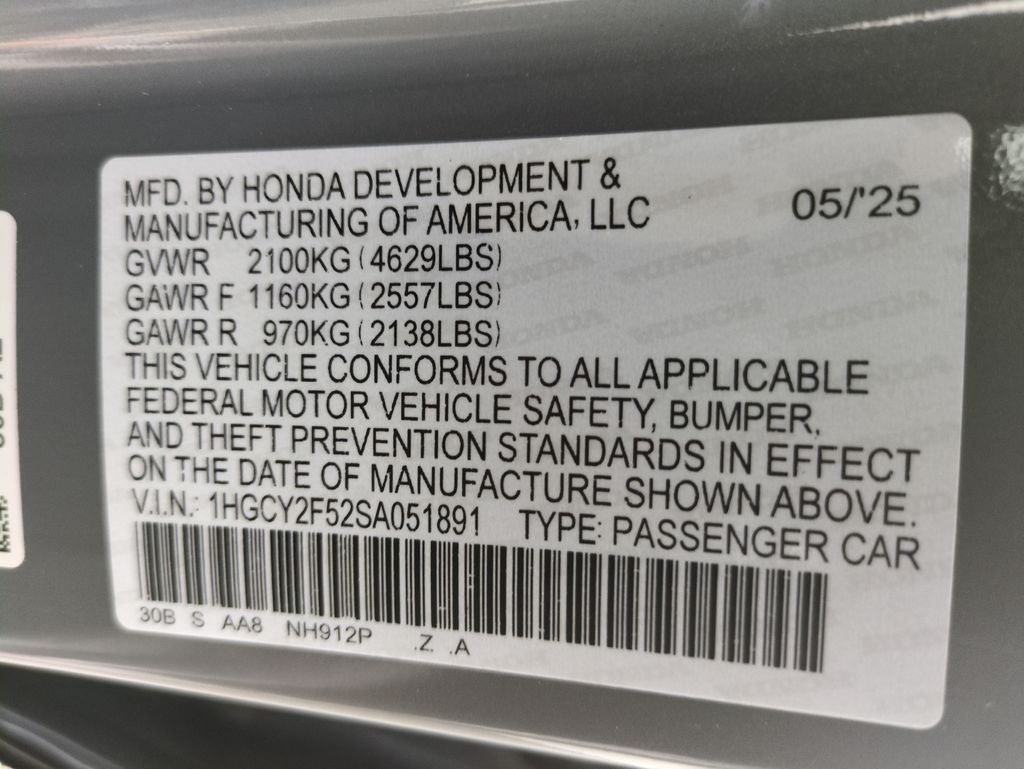 MFD. BY HONDA DEVELOPMENT &
MANUFACTURING OF AMERICA, LLC
05/'25
GVWR 2100KG (4629LBS)
GAWR F 1160KG (2557LBS)
GAWR R 970KG (2138LBS)
THIS VEHICLE CONFORMS TO ALL APPLICABLE
FEDERAL MOTOR VEHICLE SAFETY, BUMPER,
AND THEFT PREVENTION STANDARDS IN EFFECT
ON THE DATE OF MANUFACTURE SHOWN ABOVE.
V.I.N.: 1HGCY2F52SA051891 TYPE: PASSENGER CAR
30B S AA8 NH912P .Z. .A